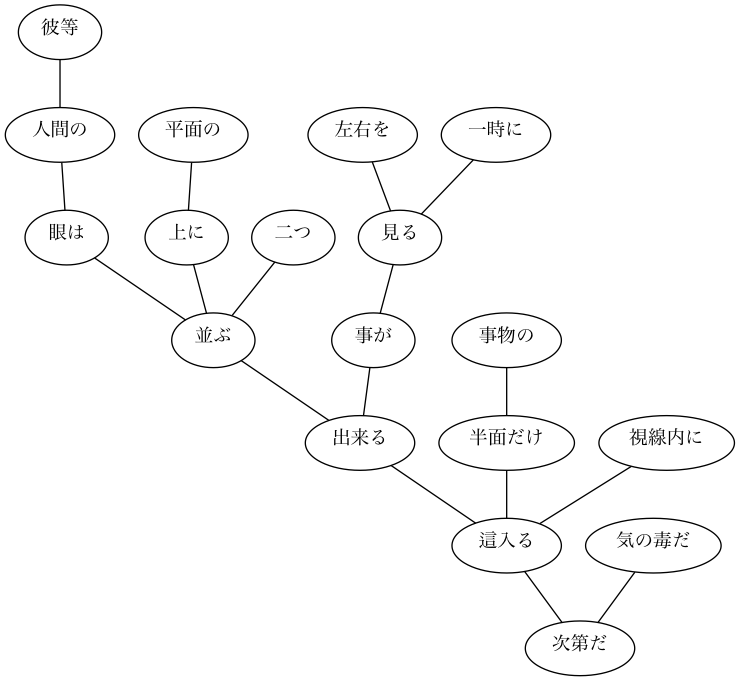 彼等
人間の
平面の
左右を
一時に
眼は
上に
二つ
見る
並ぶ
事が
事物の
出来る
半面だけ
視線内に
這入る
気の毒だ
次第だ